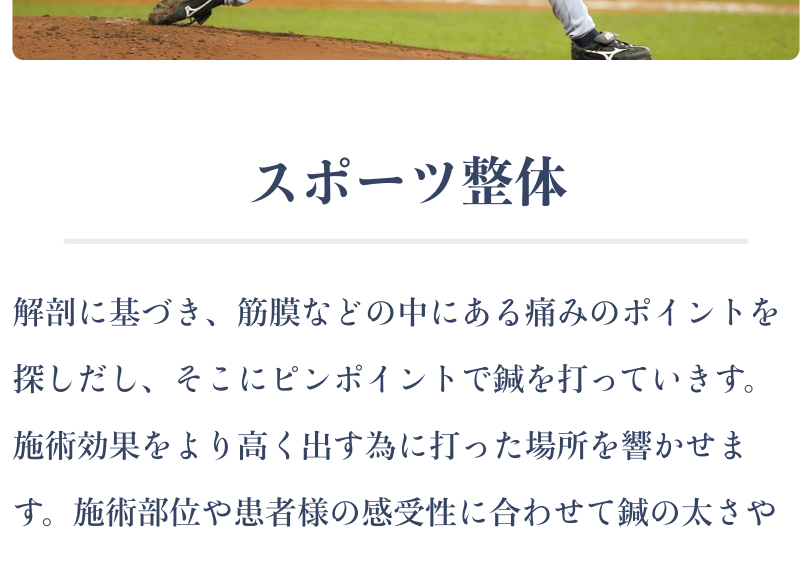 スポーツ整体
解剖に基づき、筋膜などの中にある痛みのポイントを
探しだし、そこにピンポイントで鍼を打っていきます。
施術効果をより高く出す為に打った場所を響かせま
す。施術部位や患者様の感受性に合わせて鍼の太さや